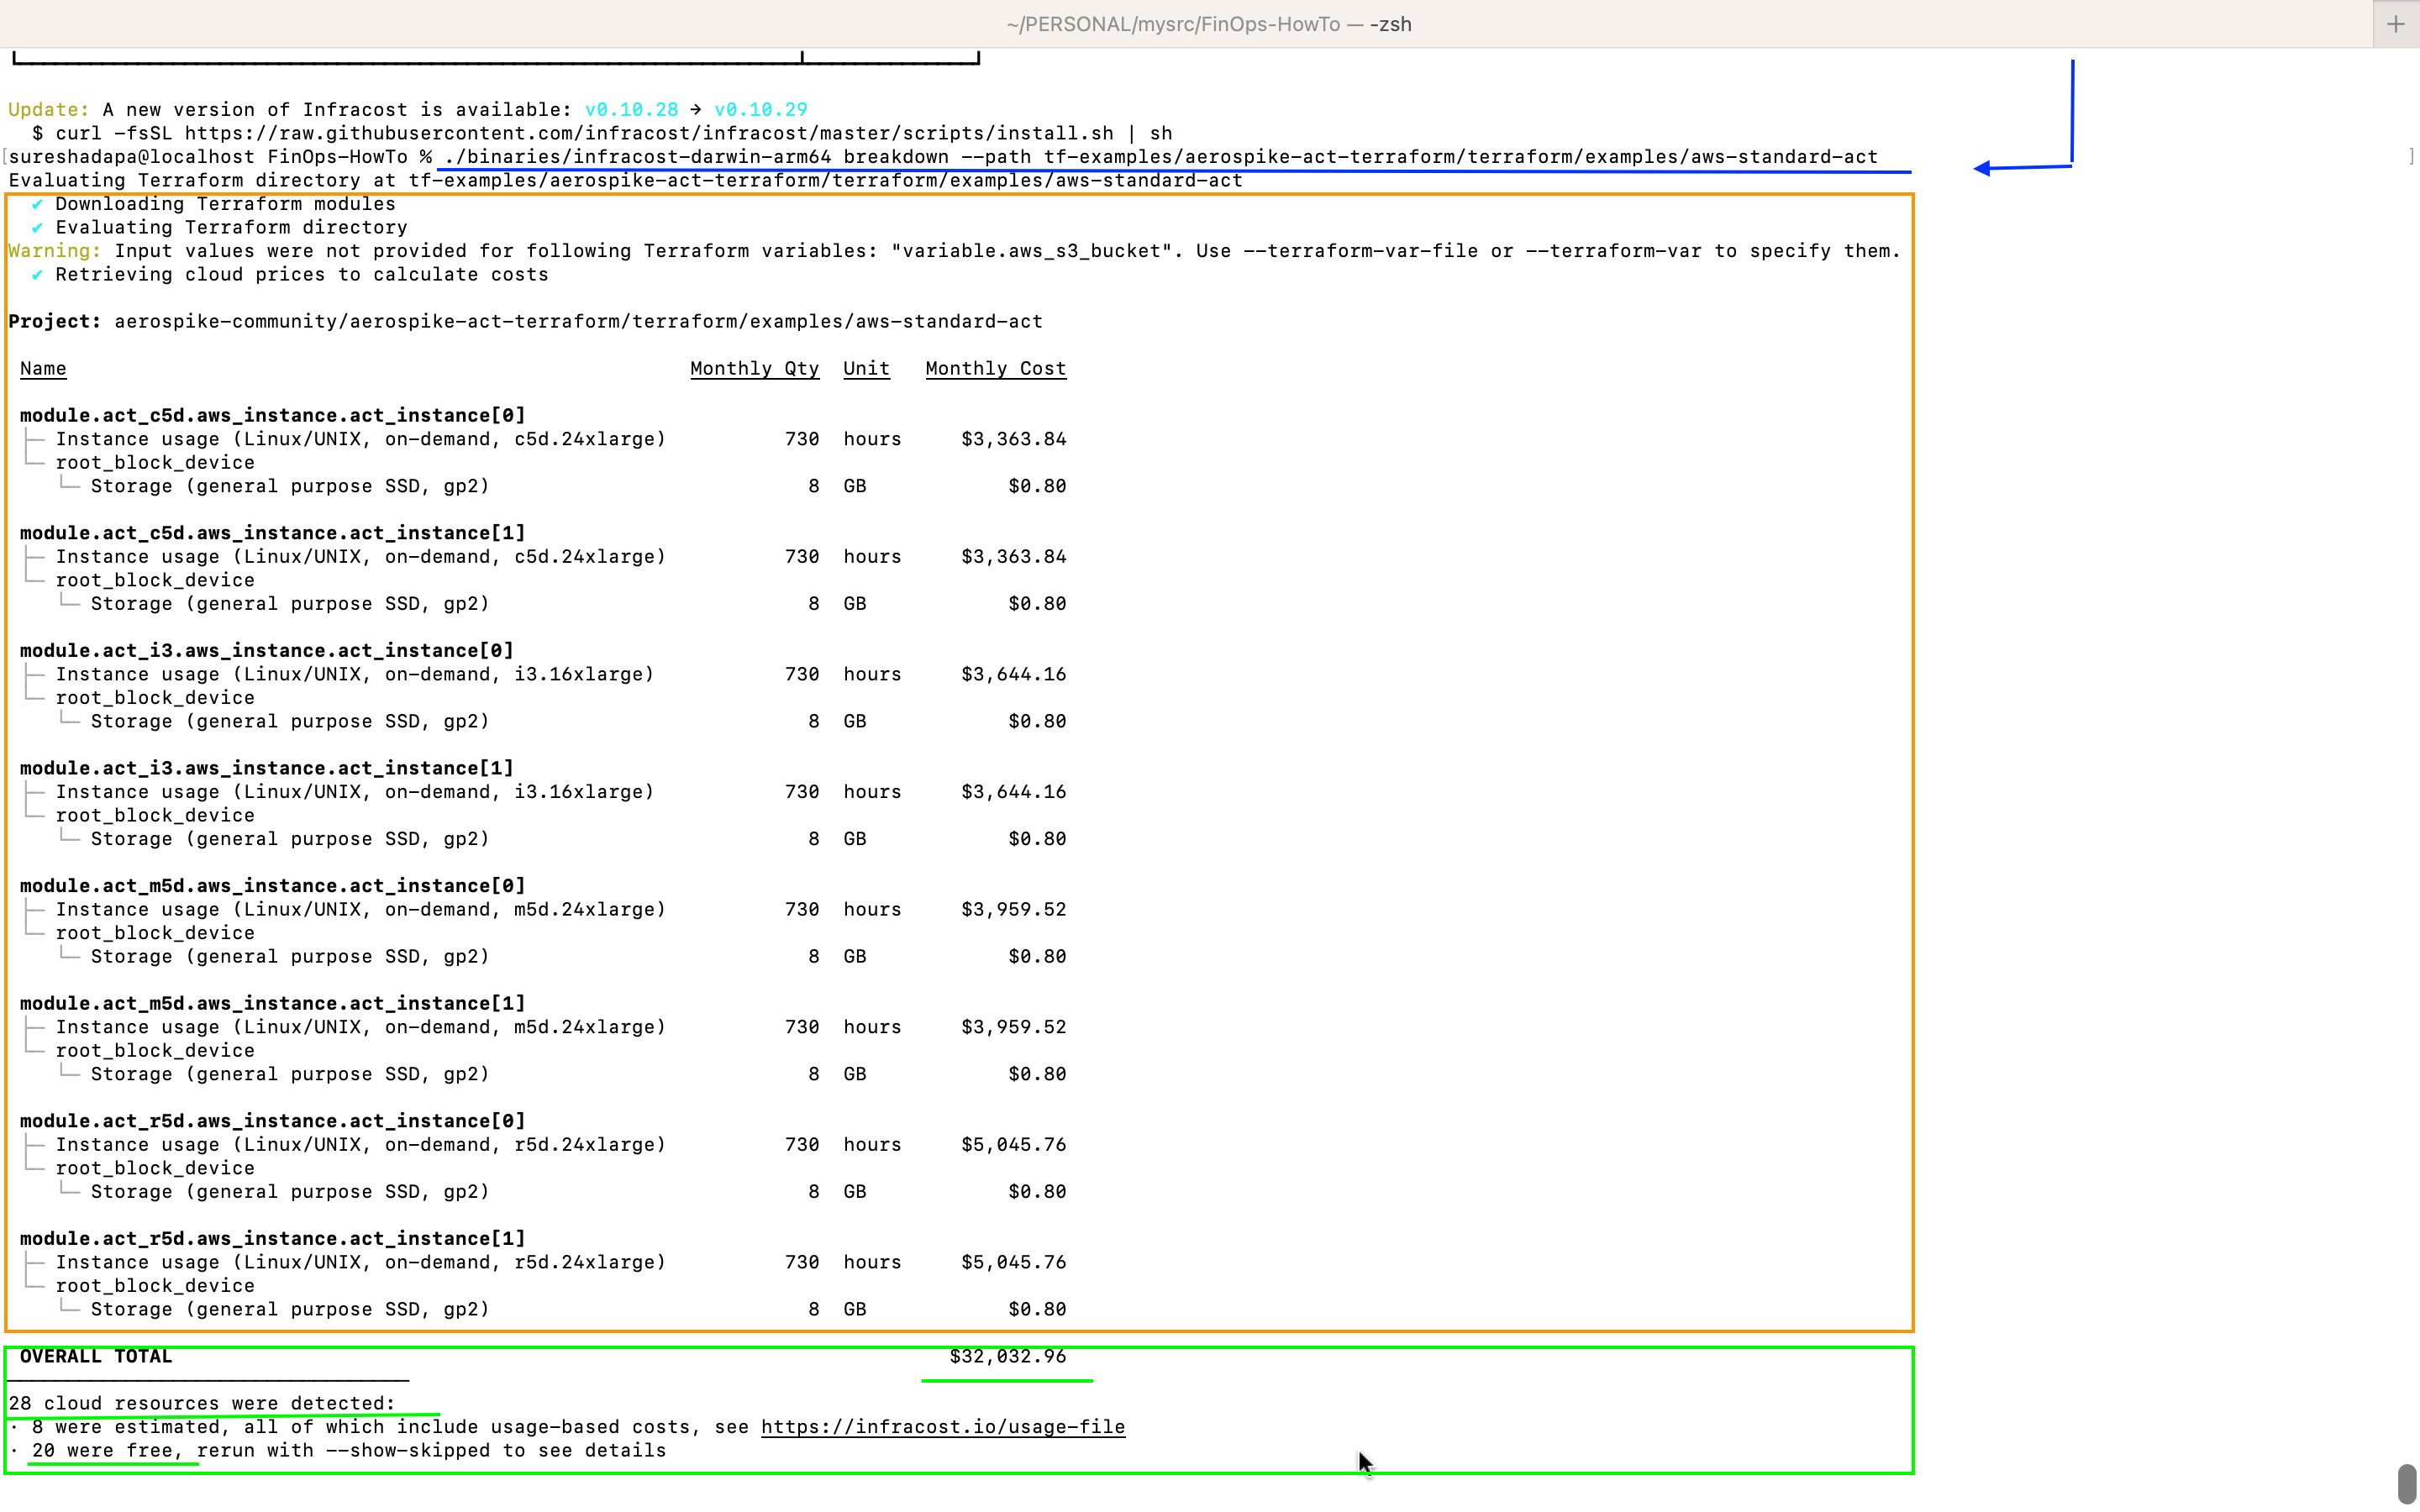 ~/PERSONAL/mysrc/FinOps-HowTo — -zsh
Update: A new version of Infracost is available: v0.10.28 → v0.10.29
$ curl -fsSL https://raw.githubusercontent.com/infracost/infracost/master/scripts/install.sh | sh
[sureshadapa@localhost FinOps-HowTo % ./binaries/infracost-darwin-arm64 breakdown --path tf-examples/aerospike-act-terraform/terraform/examples/aws-standard-act ]
Evaluating Terraform directory at tf-examples/aerospike-act-terraform/terraform/examples/aws-standard-act
✔ Downloading Terraform modules
✔ Evaluating Terraform directory
Warning: Input values were not provided for following Terraform variables: "variable.aws_s3_bucket". Use --terraform-var-file or --terraform-var to specify them.
✔ Retrieving cloud prices to calculate costs
Project: aerospike-community/aerospike-act-terraform/terraform/examples/aws-standard-act
Name Monthly Qty Unit Monthly Cost
module.act_c5d.aws_instance.act_instance[0]
├─ Instance usage (Linux/UNIX, on-demand, c5d.24xlarge) 730 hours $3,363.84
└─ root_block_device
└─ Storage (general purpose SSD, gp2) 8 GB $0.80
module.act_c5d.aws_instance.act_instance[1]
├─ Instance usage (Linux/UNIX, on-demand, c5d.24xlarge) 730 hours $3,363.84
└─ root_block_device
└─ Storage (general purpose SSD, gp2) 8 GB $0.80
module.act_i3.aws_instance.act_instance[0]
├─ Instance usage (Linux/UNIX, on-demand, i3.16xlarge) 730 hours $3,644.16
└─ root_block_device
└─ Storage (general purpose SSD, gp2) 8 GB $0.80
module.act_i3.aws_instance.act_instance[1]
├─ Instance usage (Linux/UNIX, on-demand, i3.16xlarge) 730 hours $3,644.16
└─ root_block_device
└─ Storage (general purpose SSD, gp2) 8 GB $0.80
module.act_m5d.aws_instance.act_instance[0]
├─ Instance usage (Linux/UNIX, on-demand, m5d.24xlarge) 730 hours $3,959.52
└─ root_block_device
└─ Storage (general purpose SSD, gp2) 8 GB $0.80
module.act_m5d.aws_instance.act_instance[1]
├─ Instance usage (Linux/UNIX, on-demand, m5d.24xlarge) 730 hours $3,959.52
└─ root_block_device
└─ Storage (general purpose SSD, gp2) 8 GB $0.80
module.act_r5d.aws_instance.act_instance[0]
├─ Instance usage (Linux/UNIX, on-demand, r5d.24xlarge) 730 hours $5,045.76
└─ root_block_device
└─ Storage (general purpose SSD, gp2) 8 GB $0.80
module.act_r5d.aws_instance.act_instance[1]
├─ Instance usage (Linux/UNIX, on-demand, r5d.24xlarge) 730 hours $5,045.76
└─ root_block_device
└─ Storage (general purpose SSD, gp2) 8 GB $0.80
OVERALL TOTAL $32,032.96
28 cloud resources were detected:
· 8 were estimated, all of which include usage-based costs, see https://infracost.io/usage-file
· 20 were free, rerun with --show-skipped to see details